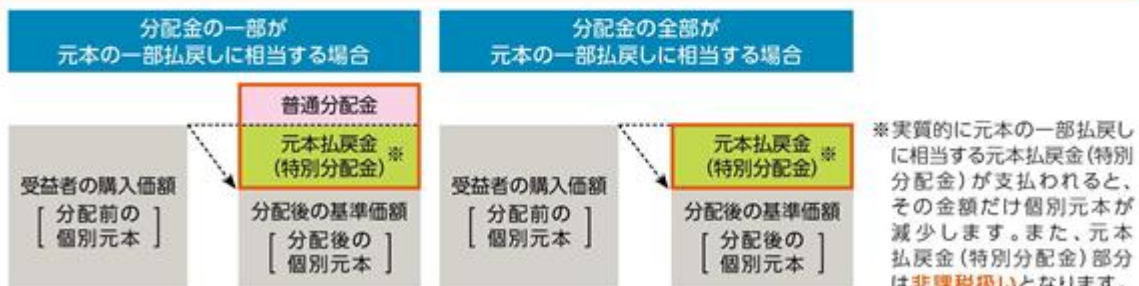 分配金の一部が
元本の一部払戻しに相当する場合
普通分配金
元本払戻金
(特別分配金)
※
受益者の購入価額
[ 分配前の
個別元本 ]
分配後の基準価額
[ 分配後の
個別元本 ]
分配金の全部が
元本の一部払戻しに相当する場合
元本払戻金
(特別分配金)
※
受益者の購入価額
[ 分配前の
個別元本 ]
分配後の基準価額
[ 分配後の
個別元本 ]
※実質的に元本の一部払戻し
に相当する元本払戻金(特別
分配金)が支払われると、
その金額だけ個別元本が
減少します。また、元本
払戻金(特別分配金)部分
は非課税扱いとなります。